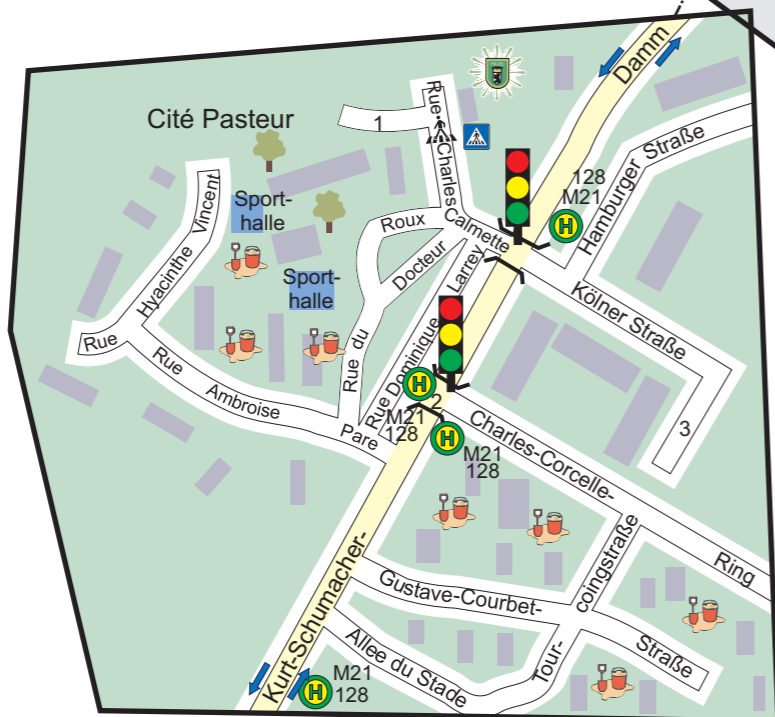 Damm
Cité Pasteur
1
Rue Charles
Calmette
128
M21
H
Hamburger Straße
Sport-
halle
Roux
Docteur
Rue du
Sport-
halle
Rue Hyacinthe Vincent
Rue Dominique Larrey
Kölner Straße
Rue Ambroise Pare
H
2
M21
128
H
M21
128
3
Charles-Corcelle-
Ring
Gustave-Courbet-
Straße
Tour-
coingstraße
Allee du Stade
Kurt-Schumacher-
H
M21
128